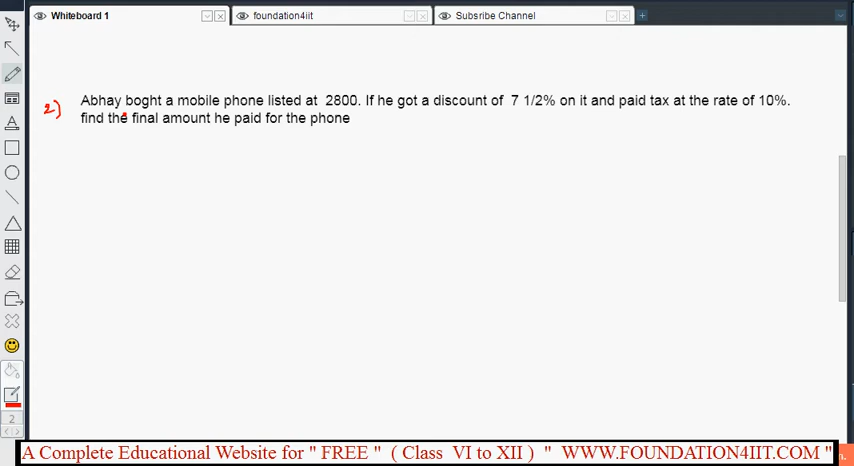 Whiteboard 1 foundation4iit Subsribe Channel
2) Abhay boght a mobile phone listed at 2800. If he got a discount of 7 1/2% on it and paid tax at the rate of 10%.
find the final amount he paid for the phone
2
A Complete Educational Website for " FREE " ( Class VI to XII ) " WWW.FOUNDATION4IIT.COM "